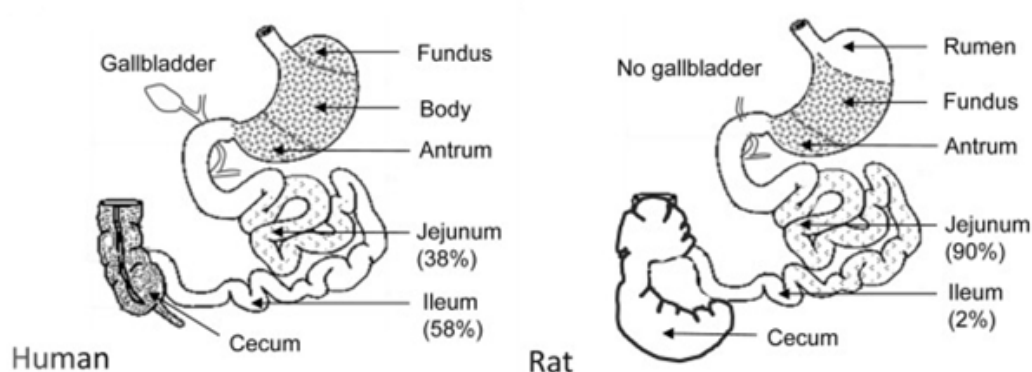 Gallbladder
Fundus
Body
Antrum
Jejunum
(38%)
Ileum
(58%)
Cecum
Human
No gallbladder
Rumen
Fundus
Antrum
Jejunum
(90%)
Ileum
(2%)
Cecum
Rat